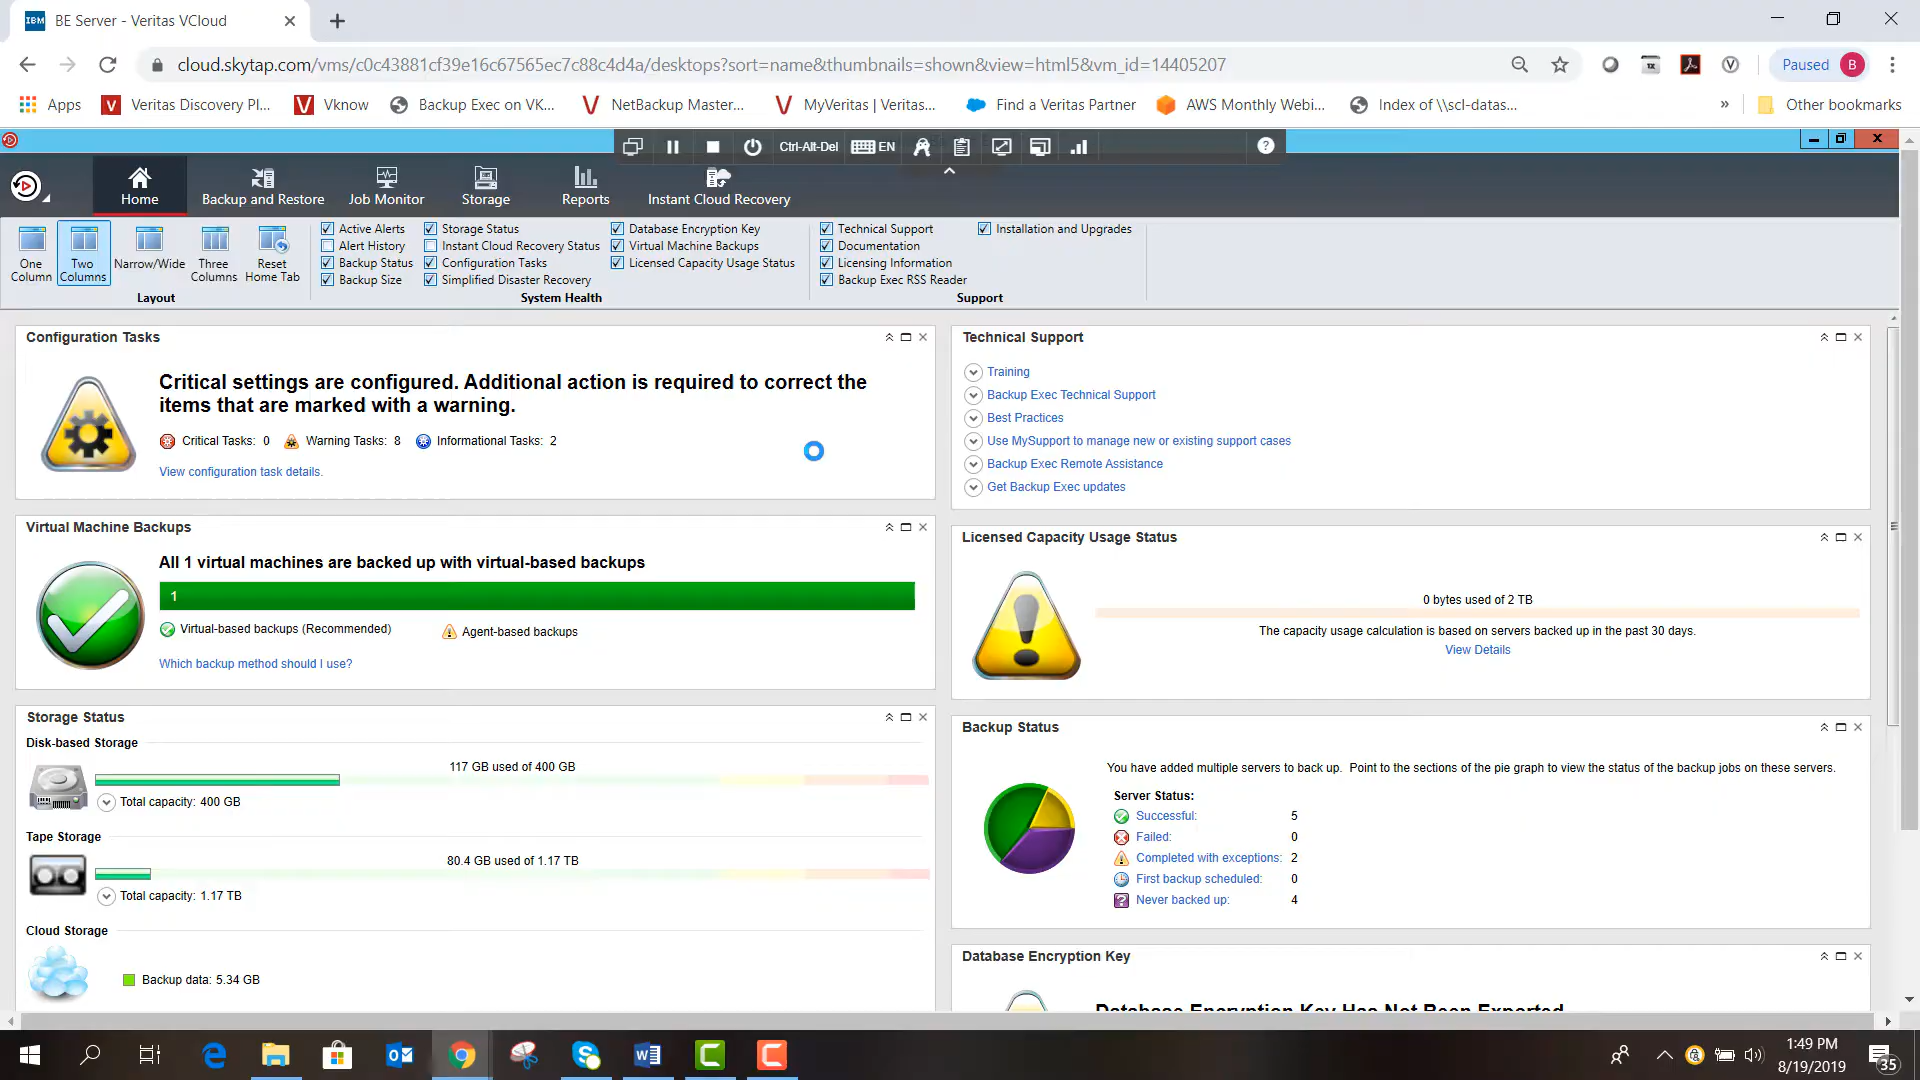 IBM BE Server - Veritas VCloud
cloud.skytap.com/vms/c0c43881cf39e16c67565ec7c88c4d4a/desktops?sort=name&thumbnails=shown&view=html5&vm_id=14405207
Paused B
Apps Veritas Discovery Pl... Vknow Backup Exec on VK... NetBackup Master... MyVeritas | Veritas... Find a Veritas Partner AWS Monthly Webi... Index of \\scl-datas... » Other bookmarks
Ctrl-Alt-Del EN
Home Backup and Restore Job Monitor Storage Reports Instant Cloud Recovery
One Column
Two Columns
Narrow/Wide
Three Columns
Reset Home Tab
Layout
Active Alerts
Alert History
Backup Status
Backup Size
Storage Status
Instant Cloud Recovery Status
Configuration Tasks
Simplified Disaster Recovery
Database Encryption Key
Virtual Machine Backups
Licensed Capacity Usage Status
System Health
Technical Support
Documentation
Licensing Information
Backup Exec RSS Reader
Installation and Upgrades
Support
Configuration Tasks
Critical settings are configured. Additional action is required to correct the
items that are marked with a warning.
Critical Tasks: 0 Warning Tasks: 8 Informational Tasks: 2
View configuration task details.
Virtual Machine Backups
All 1 virtual machines are backed up with virtual-based backups
1
Virtual-based backups (Recommended) Agent-based backups
Which backup method should I use?
Storage Status
Disk-based Storage
117 GB used of 400 GB
Total capacity: 400 GB
Tape Storage
80.4 GB used of 1.17 TB
Total capacity: 1.17 TB
Cloud Storage
Backup data: 5.34 GB
Technical Support
Training
Backup Exec Technical Support
Best Practices
Use MySupport to manage new or existing support cases
Backup Exec Remote Assistance
Get Backup Exec updates
Licensed Capacity Usage Status
0 bytes used of 2 TB
The capacity usage calculation is based on servers backed up in the past 30 days.
View Details
Backup Status
You have added multiple servers to back up. Point to the sections of the pie graph to view the status of the backup jobs on these servers.
Server Status:
Successful: 5
Failed: 0
Completed with exceptions: 2
First backup scheduled: 0
Never backed up: 4
Database Encryption Key
Database Encryption Key Has Not Been Exported
1:49 PM
8/19/2019
35